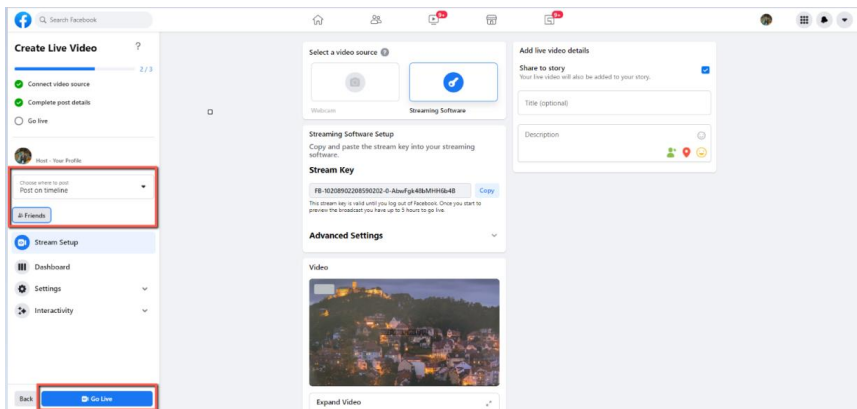 Search Facebook
9+
9+
Create Live Video
?
2 / 3
Connect video source
Complete post details
Go live
Host - Your Profile
Choose where to post
Post on timeline
Friends
Stream Setup
Dashboard
Settings
Interactivity
Back
Go Live
Select a video source
Webcam
Streaming Software
Streaming Software Setup
Copy and paste the stream key into your streaming
software.
Stream Key
FB-10208902208590202-0-AbwFgk48bMHH6b4B
Copy
This stream key is valid until you log out of Facebook. Once you start to
preview the broadcast you have up to 5 hours to go live.
Advanced Settings
Video
Expand Video
Add live video details
Share to story
Your live video will also be added to your story.
Title (optional)
Description